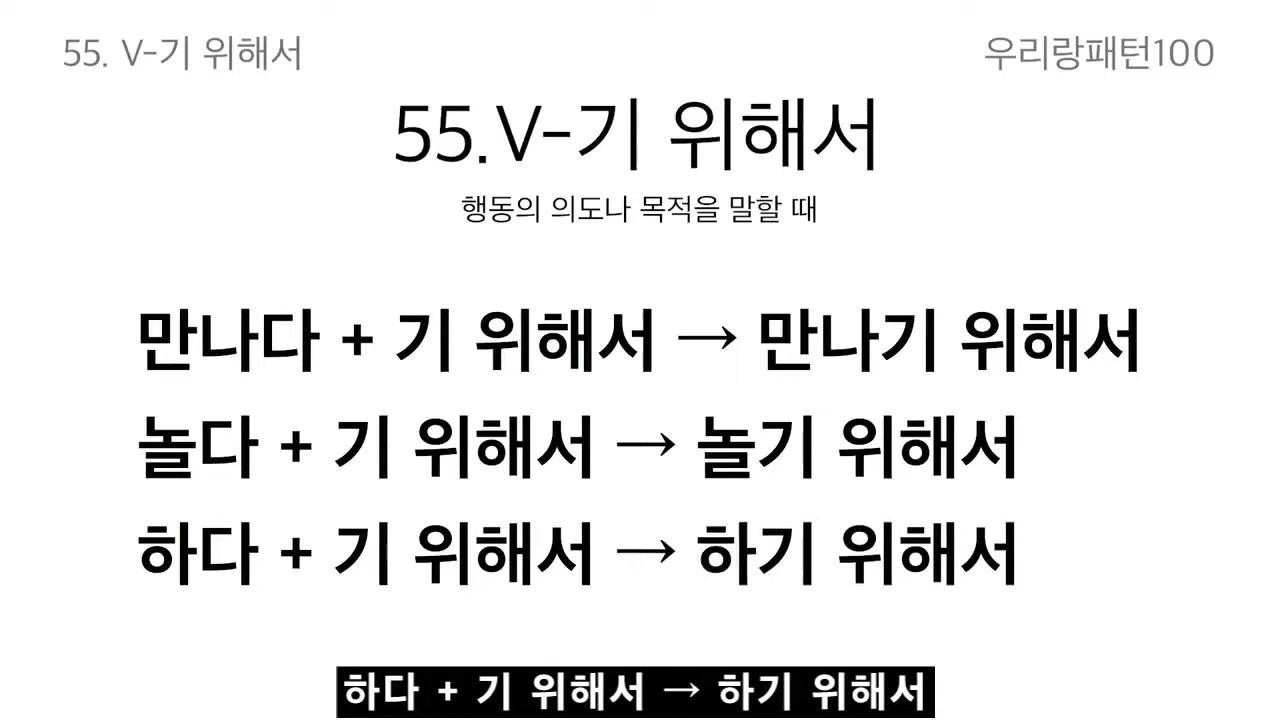 55. V-기 위해서
우리랑패턴100
55.V-기 위해서
행동의 의도나 목적을 말할 때
만나다 + 기 위해서 → 만나기 위해서
놀다 + 기 위해서 → 놀기 위해서
하다 + 기 위해서 → 하기 위해서
하다 + 기 위해서 → 하기 위해서